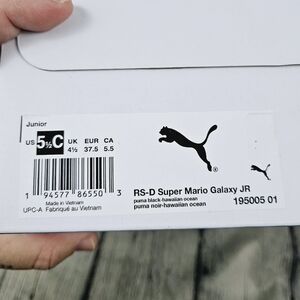 Junior
US 5½C UK 4½ EUR 37.5 CA 5.5
RS-D Super Mario Galaxy JR
puma black-hawaiian ocean
puma noir-hawaiian ocean
195005 01
1 94577 86550 3
Made in Vietnam
UPC-A Fabriqué au Vietnam